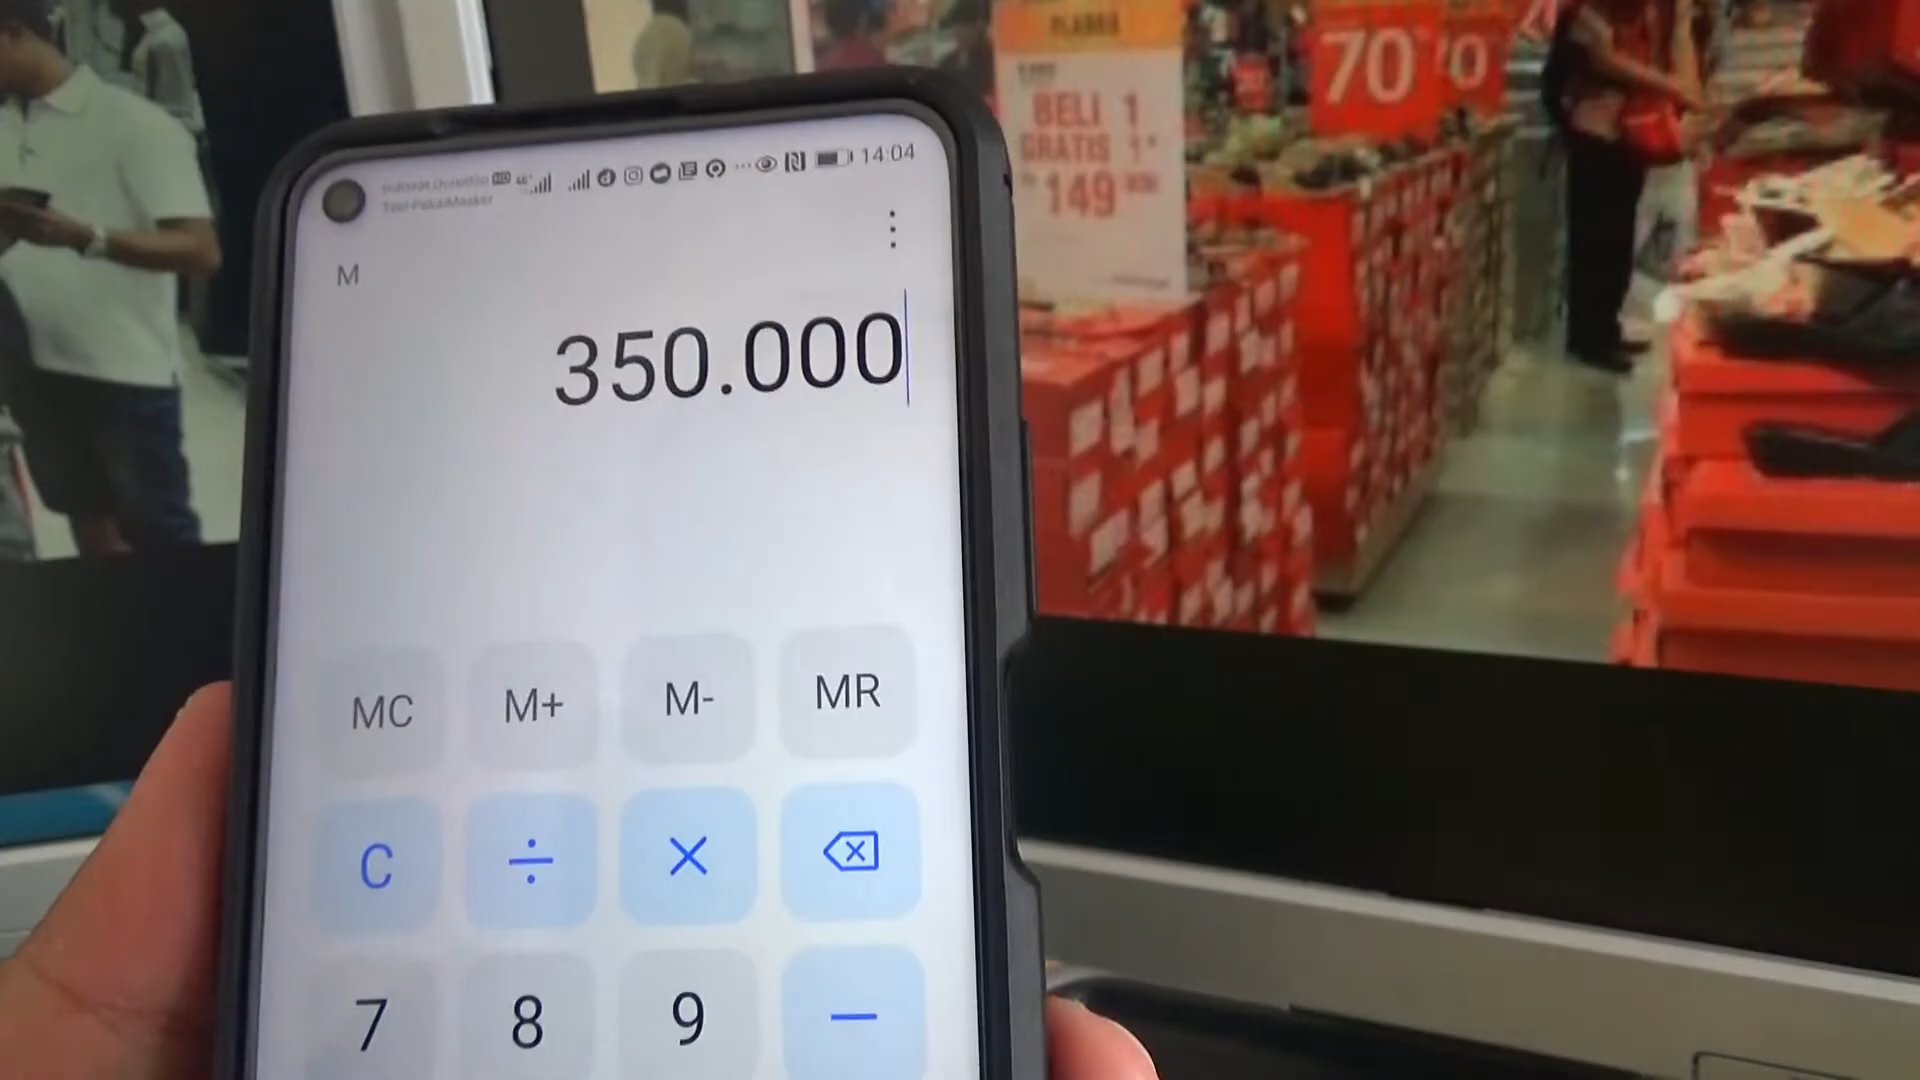 14:04
M
350.000
MC M+ M- MR
C ÷ ×
7 8 9 −
BELI 1
GRATIS 1*
149
70